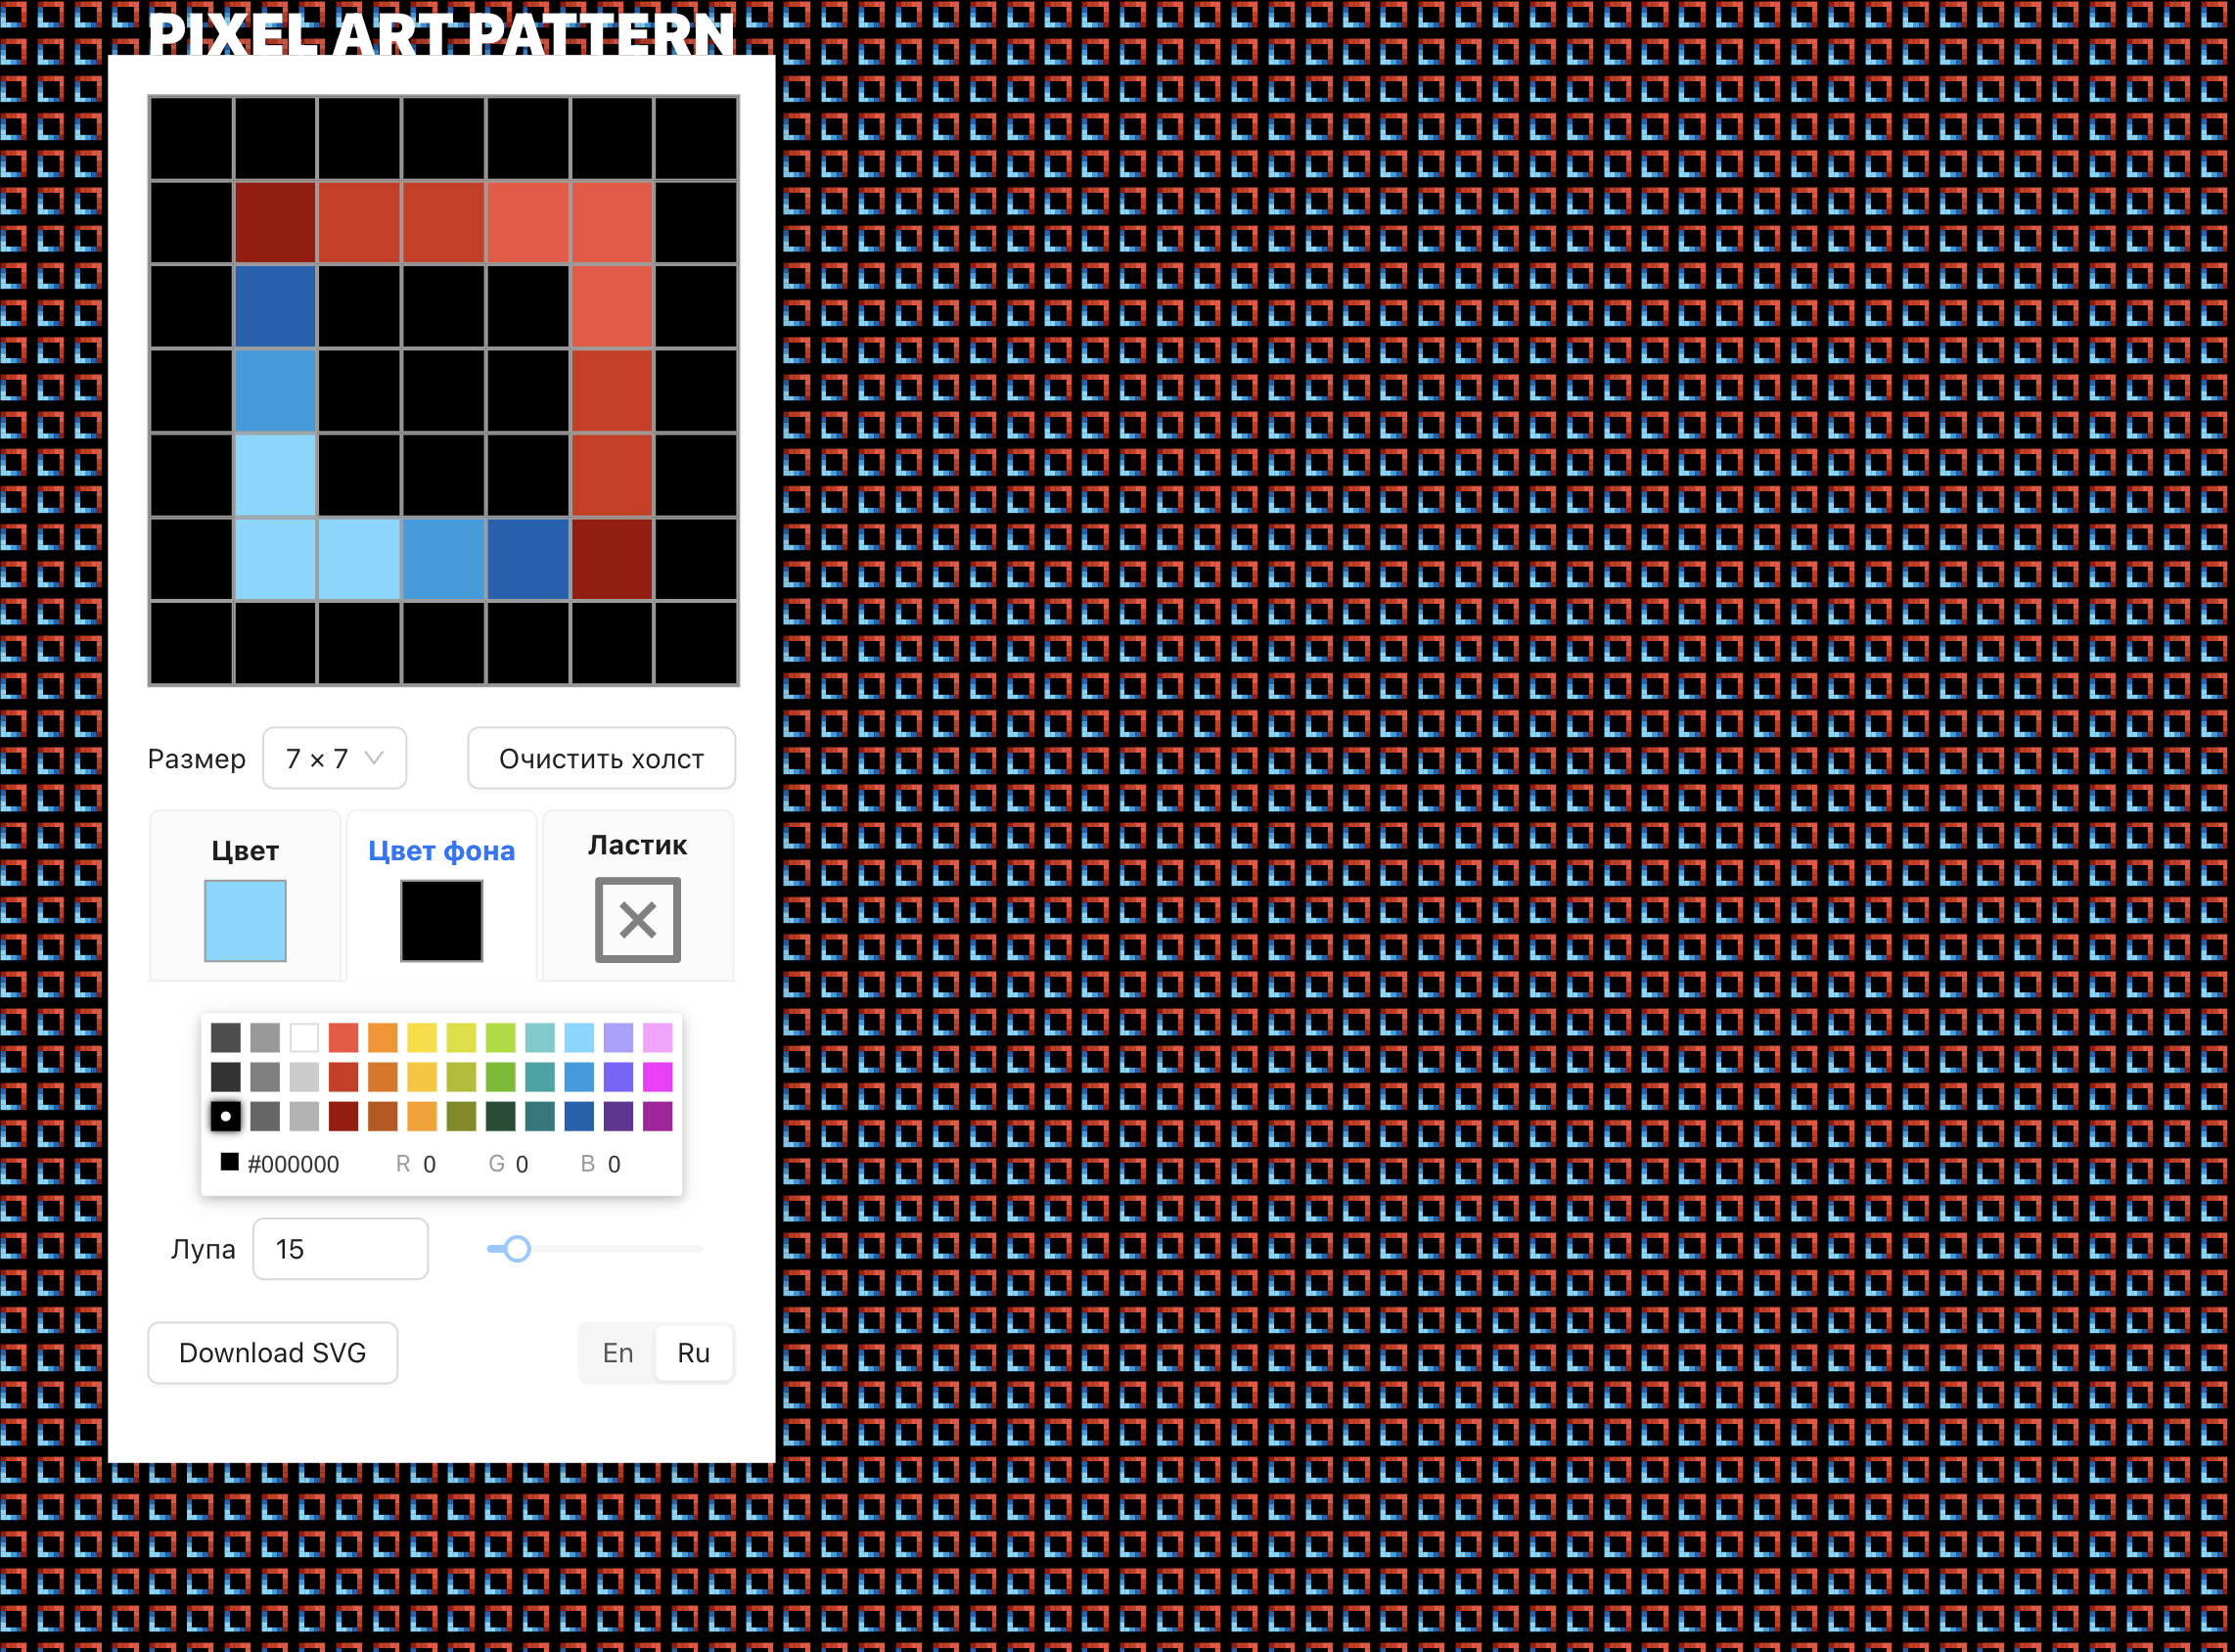 PIXEL ART PATTERN
Размер 7 × 7 Очистить холст
Цвет Цвет фона Ластик
#000000 R 0 G 0 B 0
Лупа 15
Download SVG En Ru